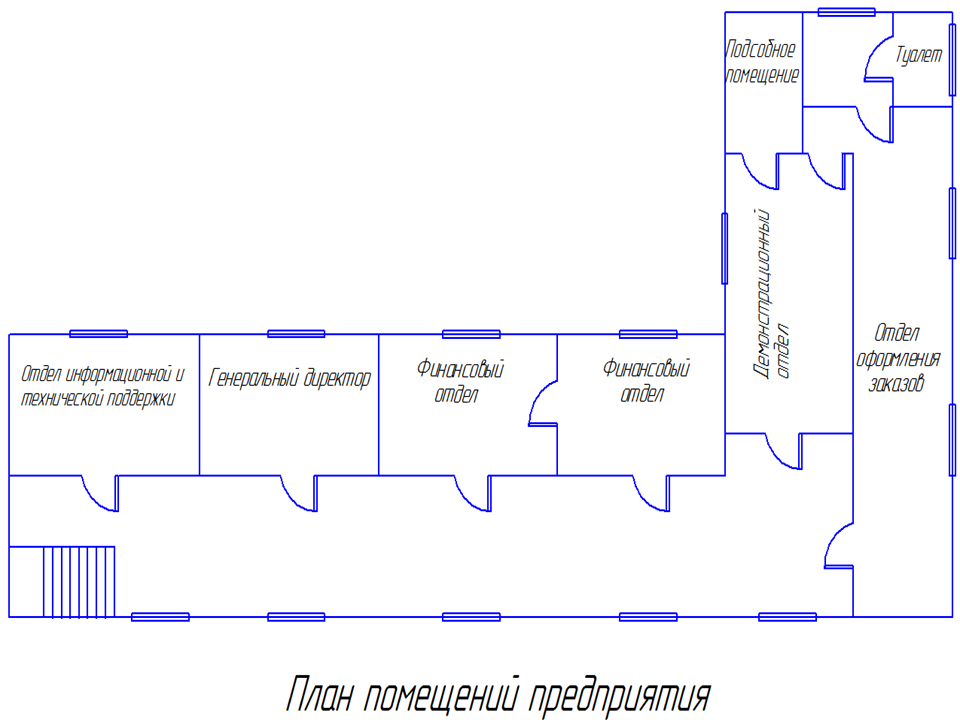 Подсобное
помещение
Туалет
Демонстрационный
отдел
Отдел
оформления
заказов
Отдел информационной и
технической поддержки
Генеральный директор
Финансовый
отдел
Финансовый
отдел
План помещений предприятия